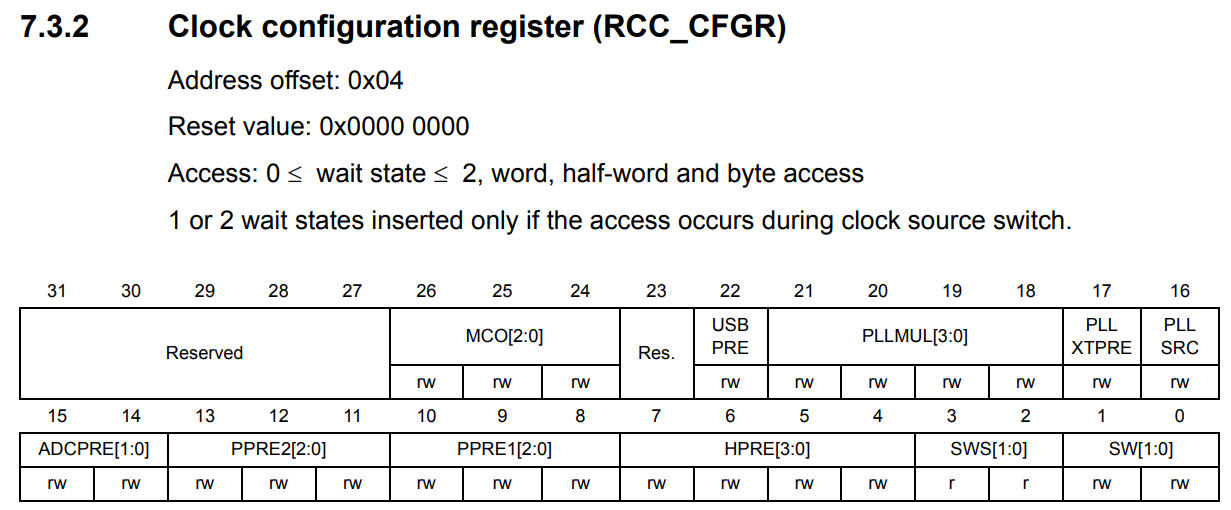 7.3.2 Clock configuration register (RCC_CFGR)
Address offset: 0x04
Reset value: 0x0000 0000
Access: 0 ≤ wait state ≤ 2, word, half-word and byte access
1 or 2 wait states inserted only if the access occurs during clock source switch.
31 30 29 28 27 26 25 24 23 22 21 20 19 18 17 16
Reserved MCO[2:0] Res. USB PRE PLLMUL[3:0] PLL XTPRE PLL SRC
rw rw rw rw rw rw rw rw rw rw
15 14 13 12 11 10 9 8 7 6 5 4 3 2 1 0
ADCPRE[1:0] PPRE2[2:0] PPRE1[2:0] HPRE[3:0] SWS[1:0] SW[1:0]
rw rw rw rw rw rw rw rw rw rw rw rw r r rw rw